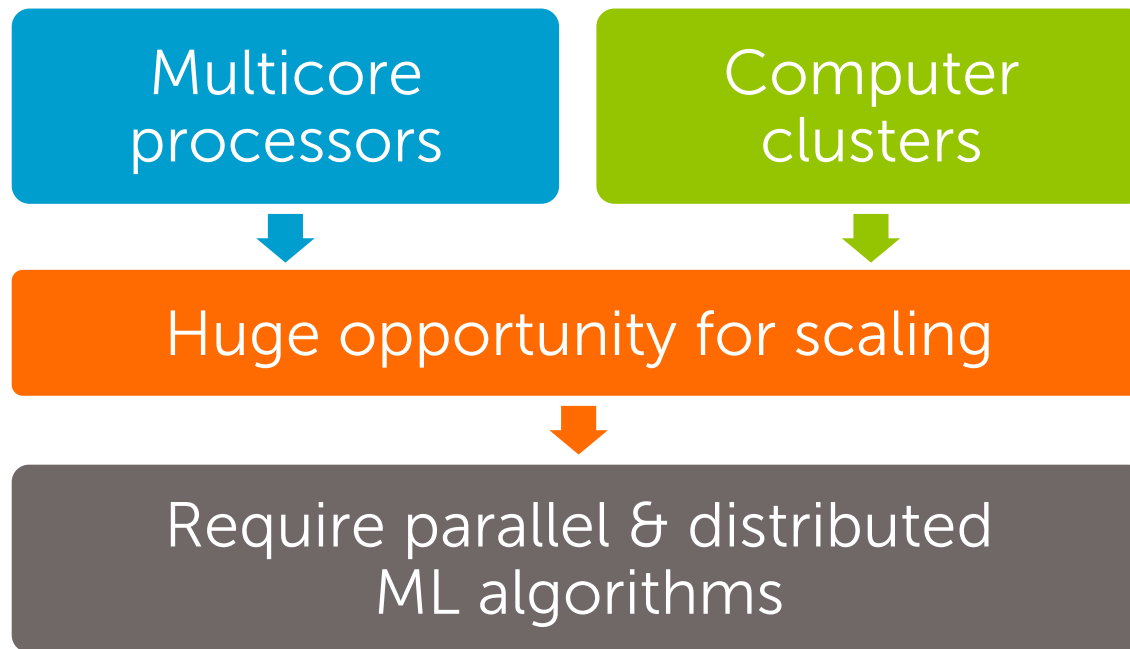 Multicore
processors
Computer
clusters
Huge opportunity for scaling
Require parallel & distributed
ML algorithms